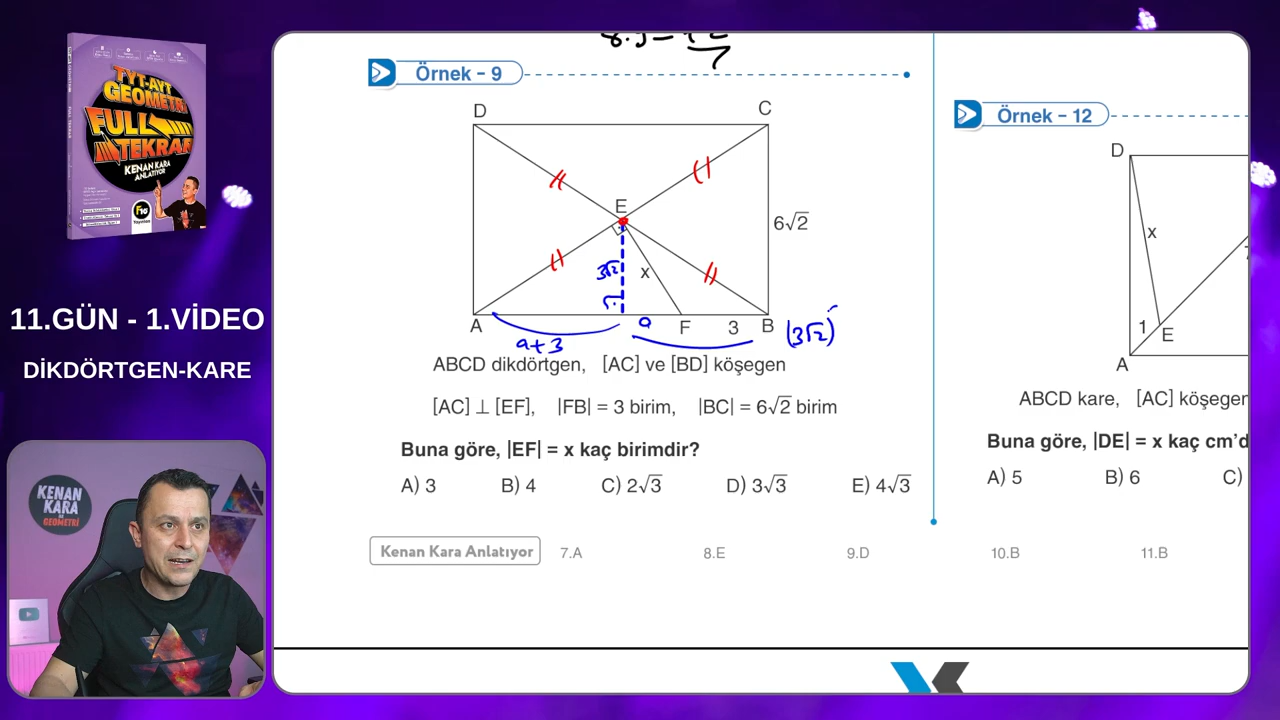 TYT-AYT
GEOMETRİ
FULL
TEKRAR
KENAN KARA
ANLATIYOR
11.GÜN - 1.VİDEO
DİKDÖRTGEN-KARE
KENAN
KARA
GEOMETRİ
Örnek - 9
D
C
E
6√2
3√2
x
A
a
F
3
B
(3√2)
a+3
ABCD dikdörtgen, [AC] ve [BD] köşegen
[AC] ⊥ [EF], |FB| = 3 birim, |BC| = 6√2 birim
Buna göre, |EF| = x kaç birimdir?
A) 3 B) 4 C) 2√3 D) 3√3 E) 4√3
Kenan Kara Anlatıyor 7.A 8.E 9.D 10.B 11.B
Örnek - 12
D
x
1
E
A
ABCD kare, [AC] köşegen
Buna göre, |DE| = x kaç cm'd
A) 5 B) 6 C)